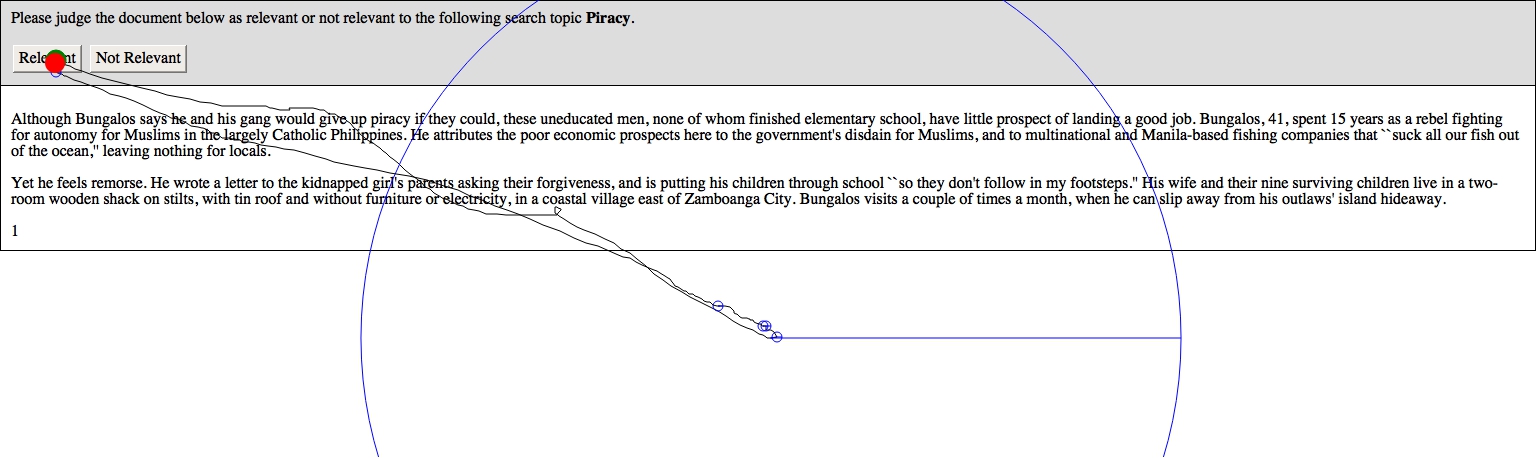 Please judge the document below as relevant or not relevant to the following search topic Piracy.
Relevant Not Relevant
Although Bungalos says he and his gang would give up piracy if they could, these uneducated men, none of whom finished elementary school, have little prospect of landing a good job. Bungalos, 41, spent 15 years as a rebel fighting
for autonomy for Muslims in the largely Catholic Philippines. He attributes the poor economic prospects here to the government's disdain for Muslims, and to multinational and Manila-based fishing companies that ``suck all our fish out
of the ocean,'' leaving nothing for locals.
Yet he feels remorse. He wrote a letter to the kidnapped girl's parents asking their forgiveness, and is putting his children through school ``so they don't follow in my footsteps.'' His wife and their nine surviving children live in a two-
room wooden shack on stilts, with tin roof and without furniture or electricity, in a coastal village east of Zamboanga City. Bungalos visits a couple of times a month, when he can slip away from his outlaws' island hideaway.
1